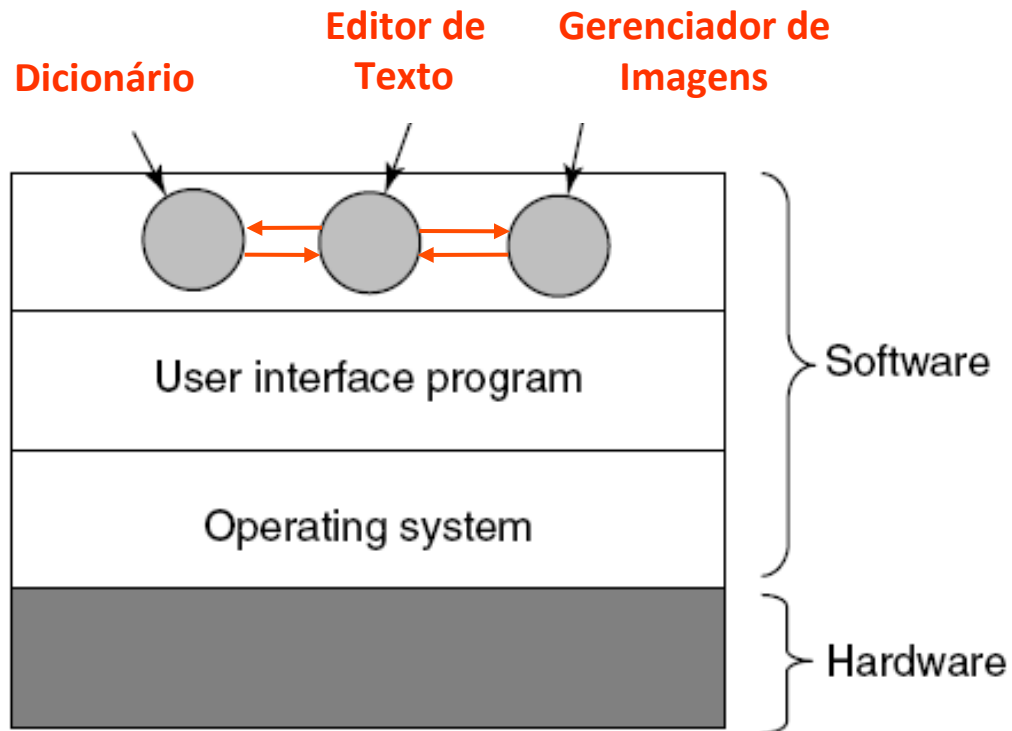 Dicionário
Editor de
Texto
Gerenciador de
Imagens
User interface program
Operating system
Software
Hardware